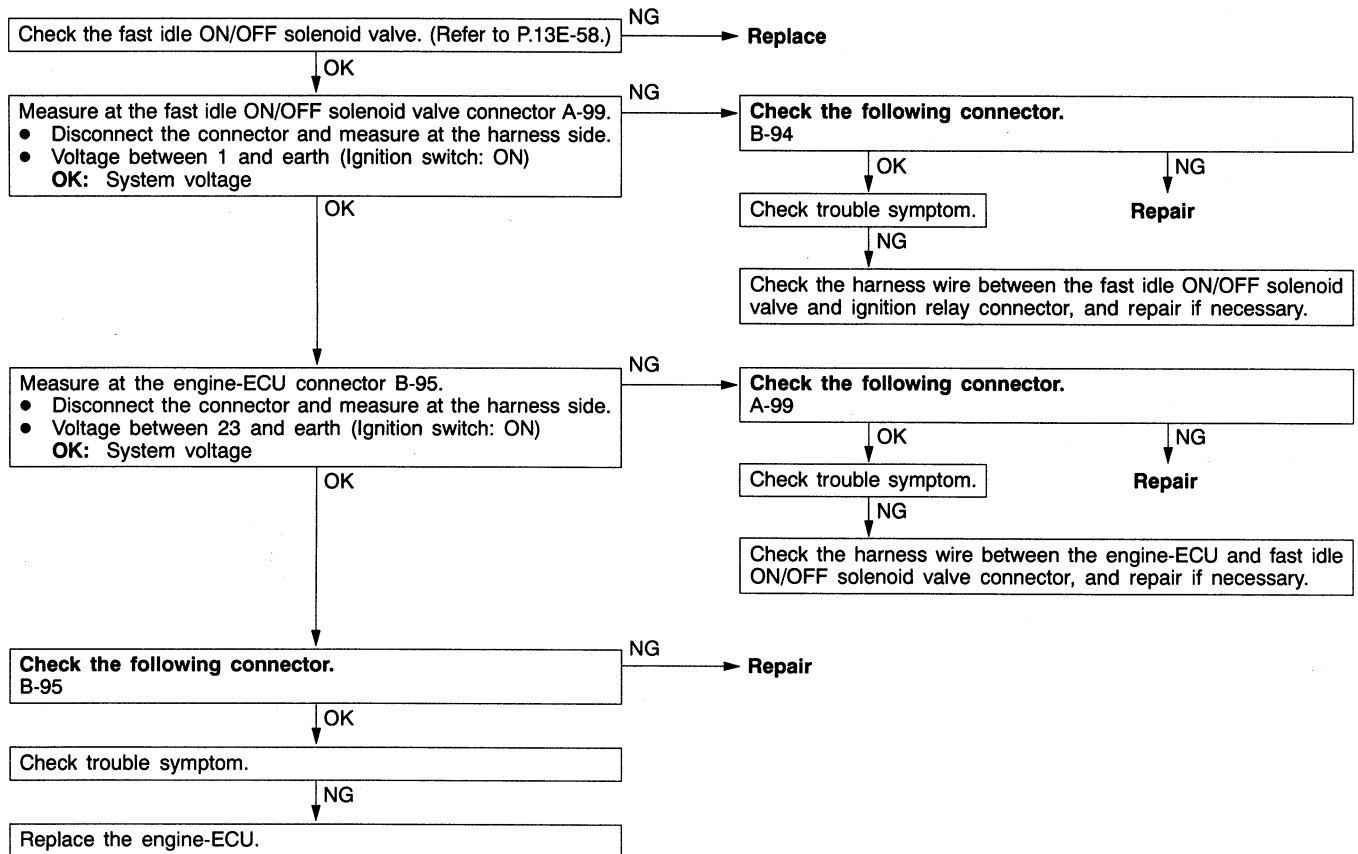 Check the fast idle ON/OFF solenoid valve. (Refer to P.13E-58.)
NG
Replace
OK
Measure at the fast idle ON/OFF solenoid valve connector A-99.
● Disconnect the connector and measure at the harness side.
● Voltage between 1 and earth (Ignition switch: ON)
OK: System voltage
NG
Check the following connector.
B-94
OK
NG
Check trouble symptom.
Repair
NG
Check the harness wire between the fast idle ON/OFF solenoid
valve and ignition relay connector, and repair if necessary.
OK
Measure at the engine-ECU connector B-95.
● Disconnect the connector and measure at the harness side.
● Voltage between 23 and earth (Ignition switch: ON)
OK: System voltage
NG
Check the following connector.
A-99
OK
NG
Check trouble symptom.
Repair
NG
Check the harness wire between the engine-ECU and fast idle
ON/OFF solenoid valve connector, and repair if necessary.
OK
Check the following connector.
B-95
NG
Repair
OK
Check trouble symptom.
NG
Replace the engine-ECU.